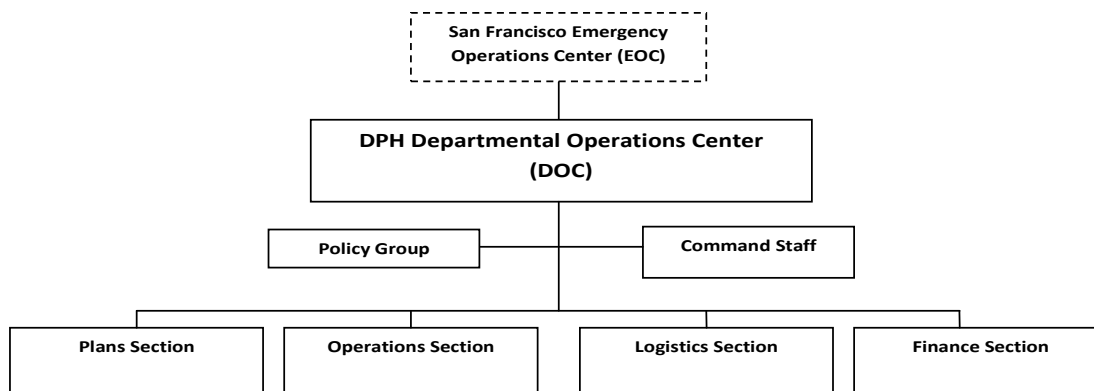 San Francisco Emergency
Operations Center (EOC)
DPH Departmental Operations Center
(DOC)
Policy Group
Command Staff
Plans Section
Operations Section
Logistics Section
Finance Section